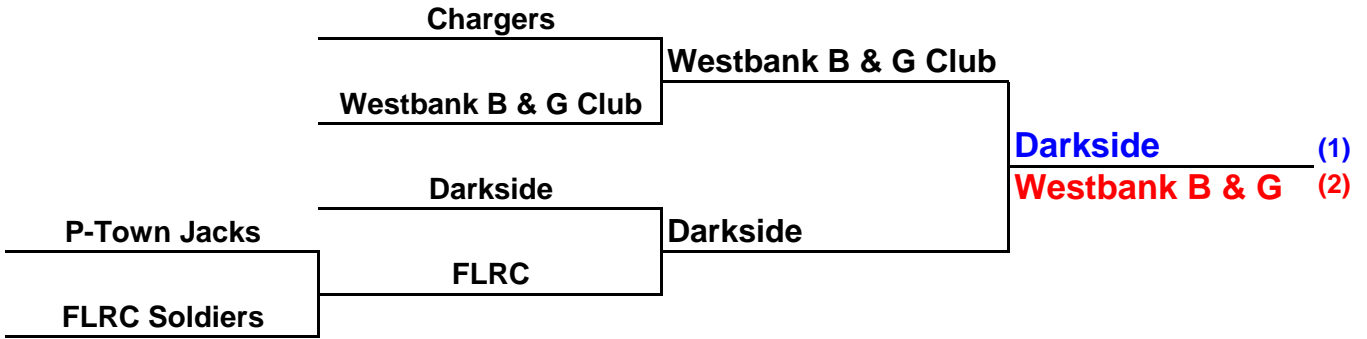 Chargers
Westbank B & G Club
Westbank B & G Club
Darkside (1)
Westbank B & G (2)
Darkside
P-Town Jacks
Darkside
FLRC
FLRC Soldiers